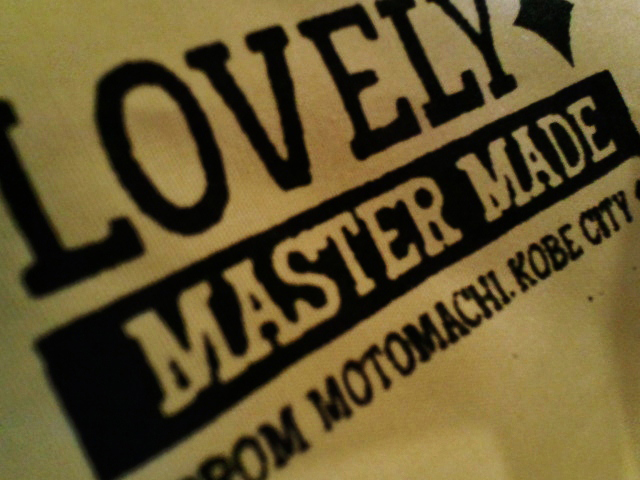 LOVELY
MASTER MADE
FROM MOTOMACHI. KOBE CITY